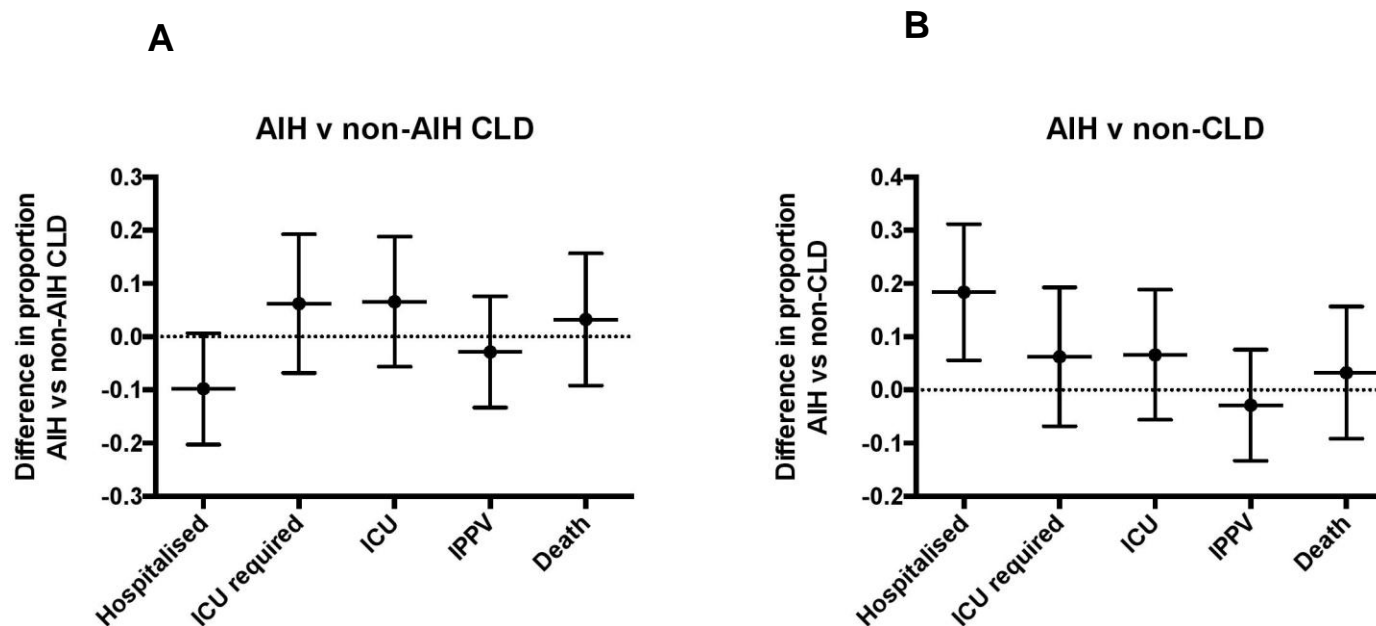 A
AIH v non-AIH CLD
Difference in proportion
AIH vs non-AIH CLD
0.3
0.2
0.1
0.0
-0.1
-0.2
-0.3
Hospitalised
ICU required
ICU
IPPV
Death
B
AIH v non-CLD
Difference in proportion
AIH vs non-CLD
0.4
0.3
0.2
0.1
0.0
-0.1
-0.2
Hospitalised
ICU required
ICU
IPPV
Death